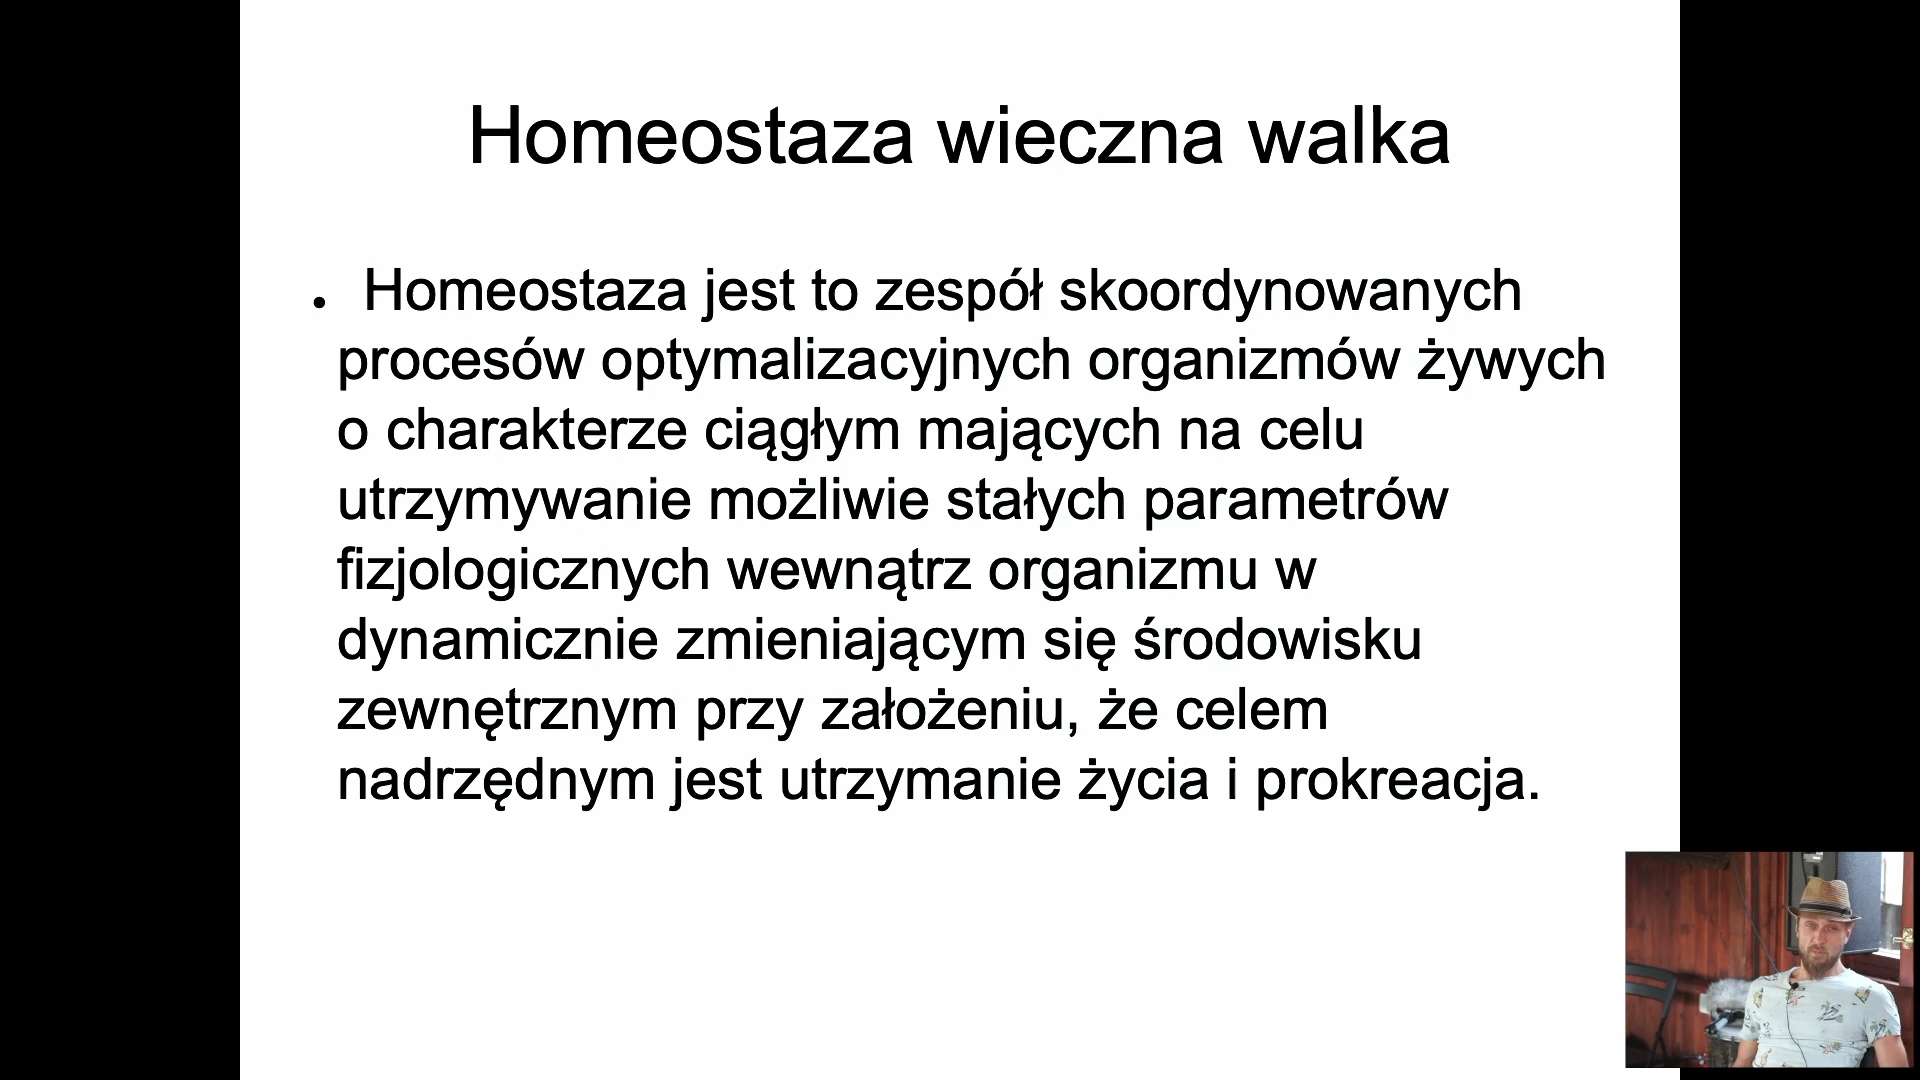 Homeostaza wieczna walka
• Homeostaza jest to zespół skoordynowanych
procesów optymalizacyjnych organizmów żywych
o charakterze ciągłym mających na celu
utrzymywanie możliwie stałych parametrów
fizjologicznych wewnątrz organizmu w
dynamicznie zmieniającym się środowisku
zewnętrznym przy założeniu, że celem
nadrzędnym jest utrzymanie życia i prokreacja.